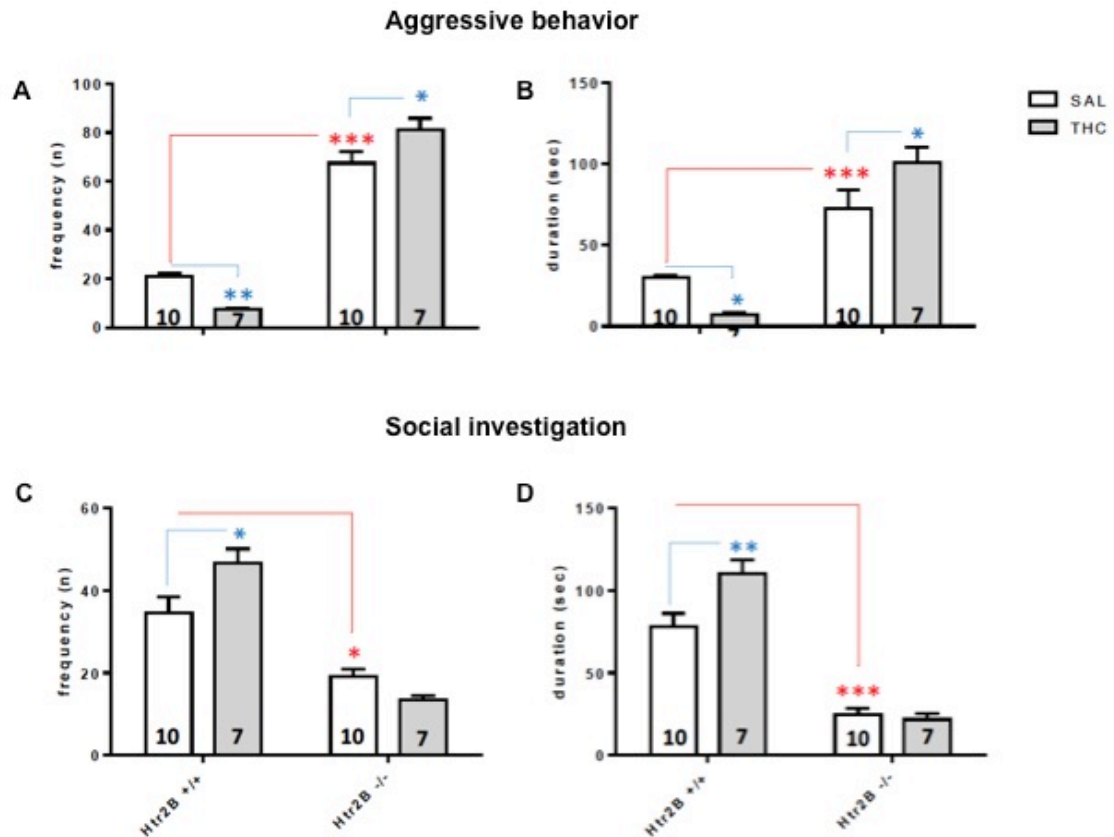 Aggressive behavior
A
frequency (n)
100
80
60
40
20
0
10
**
7
***
10
*
7
B
duration (sec)
150
100
50
0
10
*
7
***
10
*
7
SAL
THC
Social investigation
C
frequency (n)
60
40
20
0
10
*
7
*
10
7
Htr2B +/+
Htr2B -/-
D
duration (sec)
150
100
50
0
10
**
7
***
10
7
Htr2B +/+
Htr2B -/-